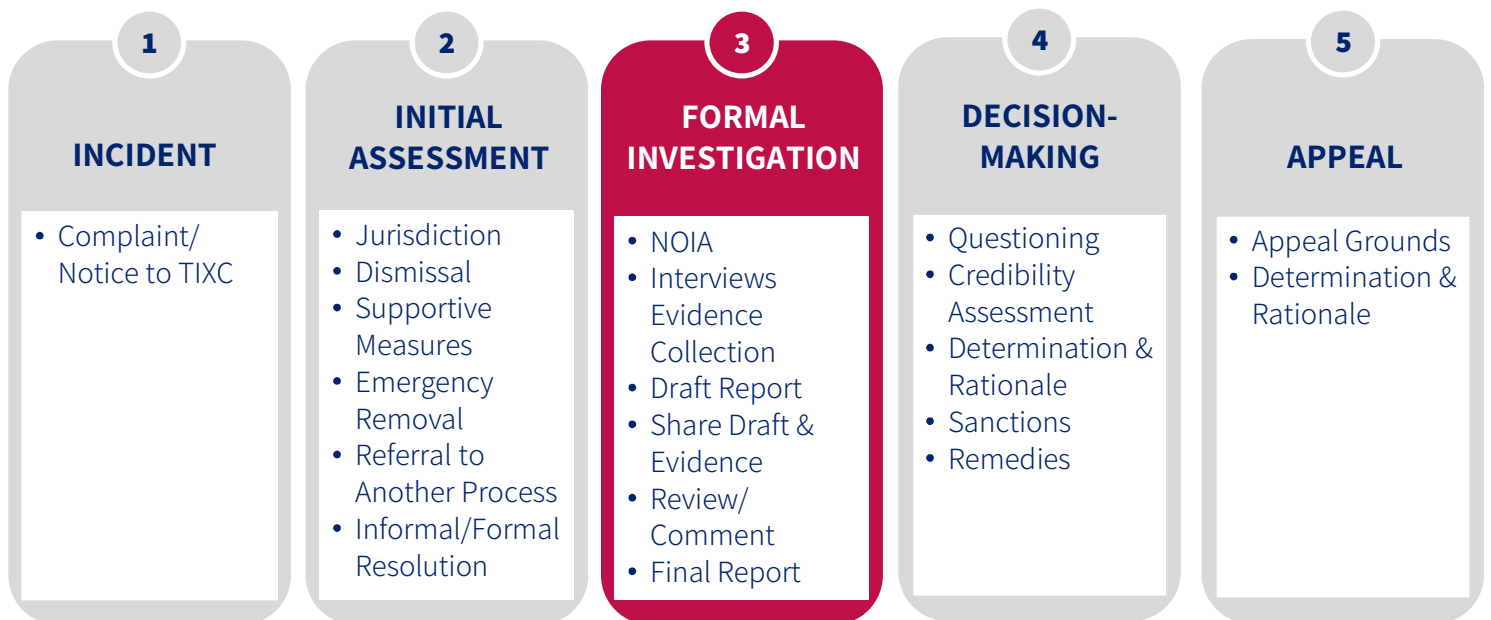 1
INCIDENT
• Complaint/
Notice to TIXC
2
INITIAL
ASSESSMENT
• Jurisdiction
• Dismissal
• Supportive
Measures
• Emergency
Removal
• Referral to
Another Process
• Informal/Formal
Resolution
3
FORMAL
INVESTIGATION
• NOIA
• Interviews
Evidence
Collection
• Draft Report
• Share Draft &
Evidence
• Review/
Comment
• Final Report
4
DECISION-
MAKING
• Questioning
• Credibility
Assessment
• Determination &
Rationale
• Sanctions
• Remedies
5
APPEAL
• Appeal Grounds
• Determination &
Rationale